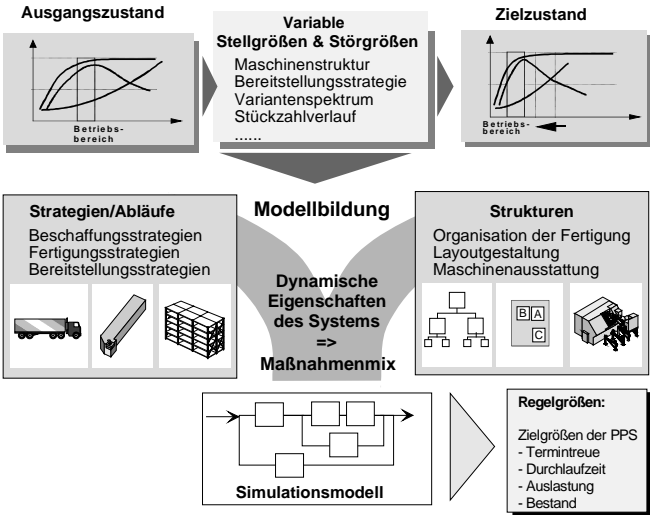 Ausgangszustand
Variable
Stellgrößen & Störgrößen
Maschinenstruktur
Bereitstellungsstrategie
Variantenspektrum
Stückzahlverlauf
......
Zielzustand
Betriebs-
bereich
Betriebs-
bereich
Strategien/Abläufe
Beschaffungsstrategien
Fertigungsstrategien
Bereitstellungsstrategien
Modellbildung
Dynamische
Eigenschaften
des Systems
=>
Maßnahmenmix
Strukturen
Organisation der Fertigung
Layoutgestaltung
Maschinenausstattung
B A
C
Simulationsmodell
Regelgrößen:
Zielgrößen der PPS
- Termintreue
- Durchlaufzeit
- Auslastung
- Bestand